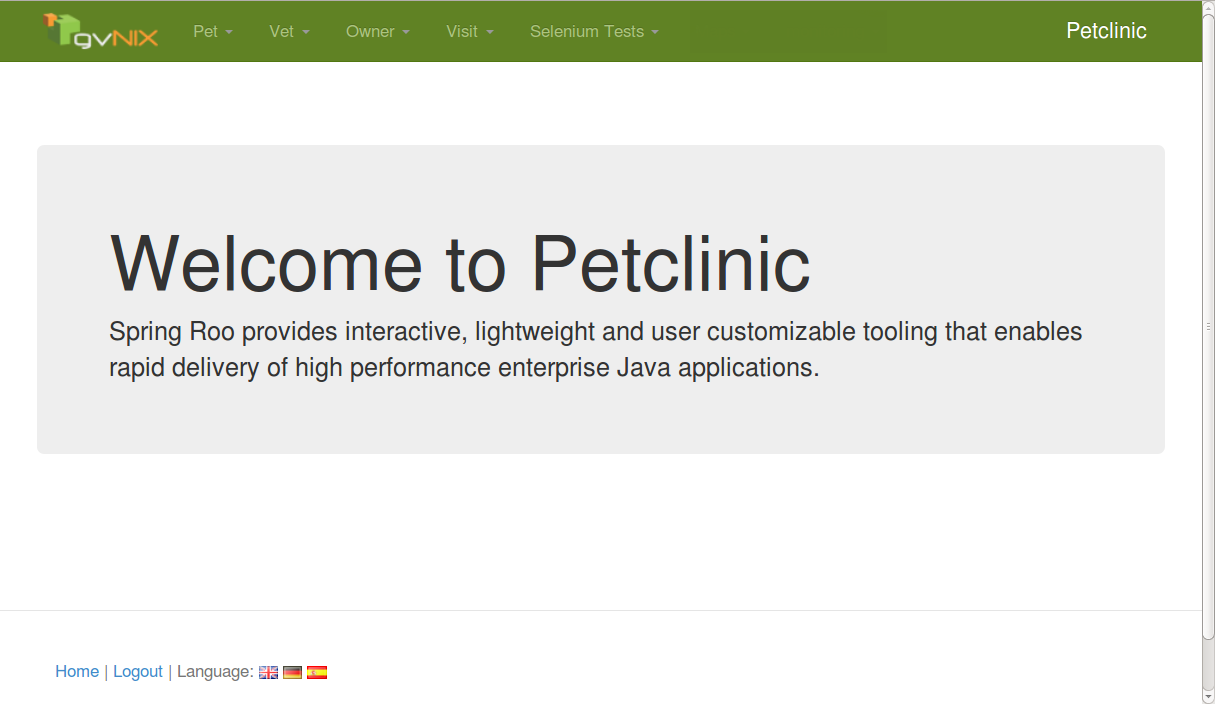 gvNIX Pet Vet Owner Visit Selenium Tests Petclinic
Welcome to Petclinic
Spring Roo provides interactive, lightweight and user customizable tooling that enables
rapid delivery of high performance enterprise Java applications.
Home | Logout | Language: